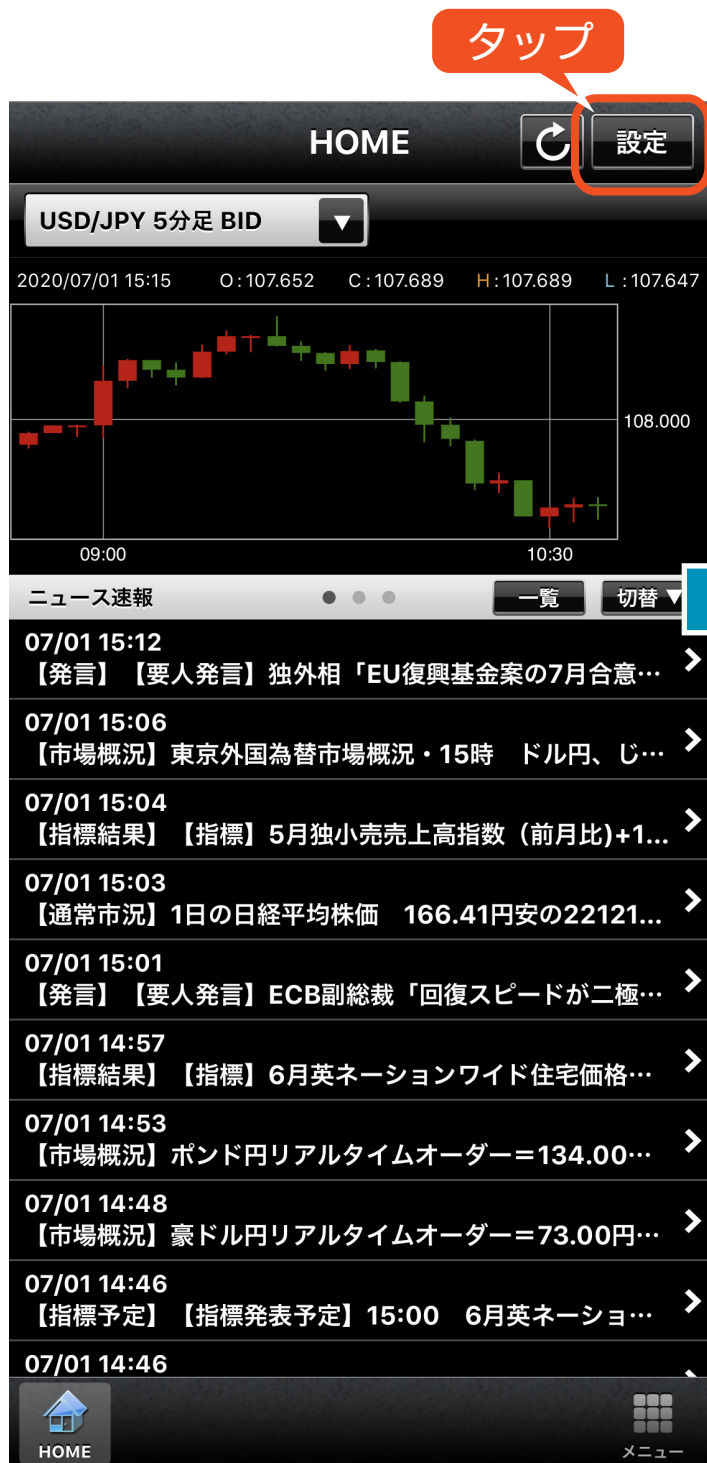 タップ
HOME
設定
USD/JPY 5分足 BID
2020/07/01 15:15 O:107.652 C:107.689 H:107.689 L:107.647
108.000
09:00 10:30
ニュース速報 一覧 切替▼
07/01 15:12
【発言】【要人発言】独外相「EU復興基金案の7月合意…
07/01 15:06
【市場概況】東京外国為替市場概況・15時　ドル円、じ…
07/01 15:04
【指標結果】【指標】5月独小売売上高指数（前月比)+1...
07/01 15:03
【通常市況】1日の日経平均株価　166.41円安の22121...
07/01 15:01
【発言】【要人発言】ECB副総裁「回復スピードが二極…
07/01 14:57
【指標結果】【指標】6月英ネーションワイド住宅価格…
07/01 14:53
【市場概況】ポンド円リアルタイムオーダー＝134.00…
07/01 14:48
【市場概況】豪ドル円リアルタイムオーダー＝73.00円…
07/01 14:46
【指標予定】【指標発表予定】15:00　6月英ネーショ…
07/01 14:46
HOME メニュー